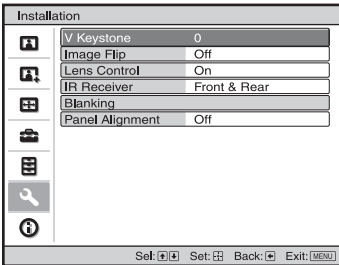 Installation
V Keystone 0
Image Flip Off
Lens Control On
IR Receiver Front & Rear
Blanking
Panel Alignment Off
Sel: Set: Back: Exit: MENU